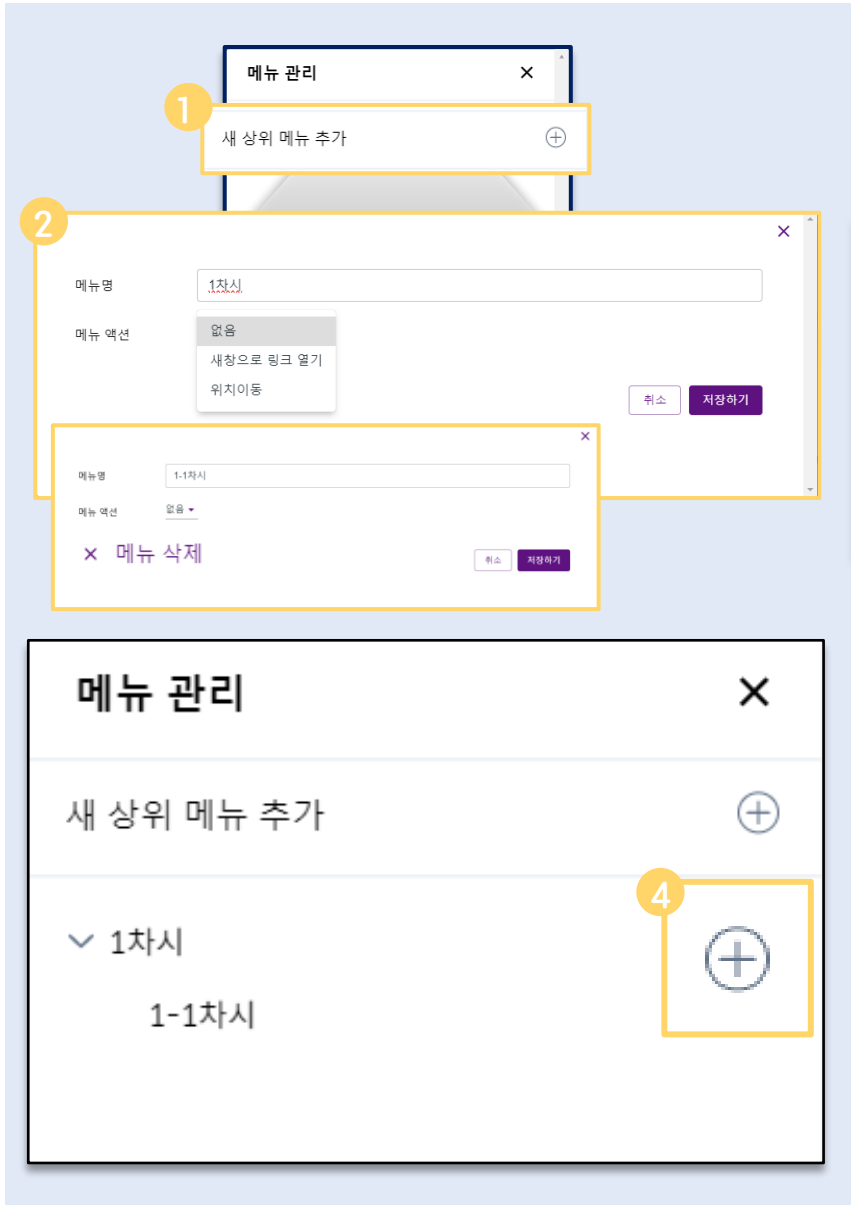 메뉴 관리
1
새 상위 메뉴 추가
2
메뉴명
1차시
메뉴 액션
없음
새창으로 링크 열기
위치이동
취소
저장하기
메뉴명
1-1차시
메뉴 액션
없음
메뉴 삭제
취소
저장하기
메뉴 관리
새 상위 메뉴 추가
4
1차시
1-1차시